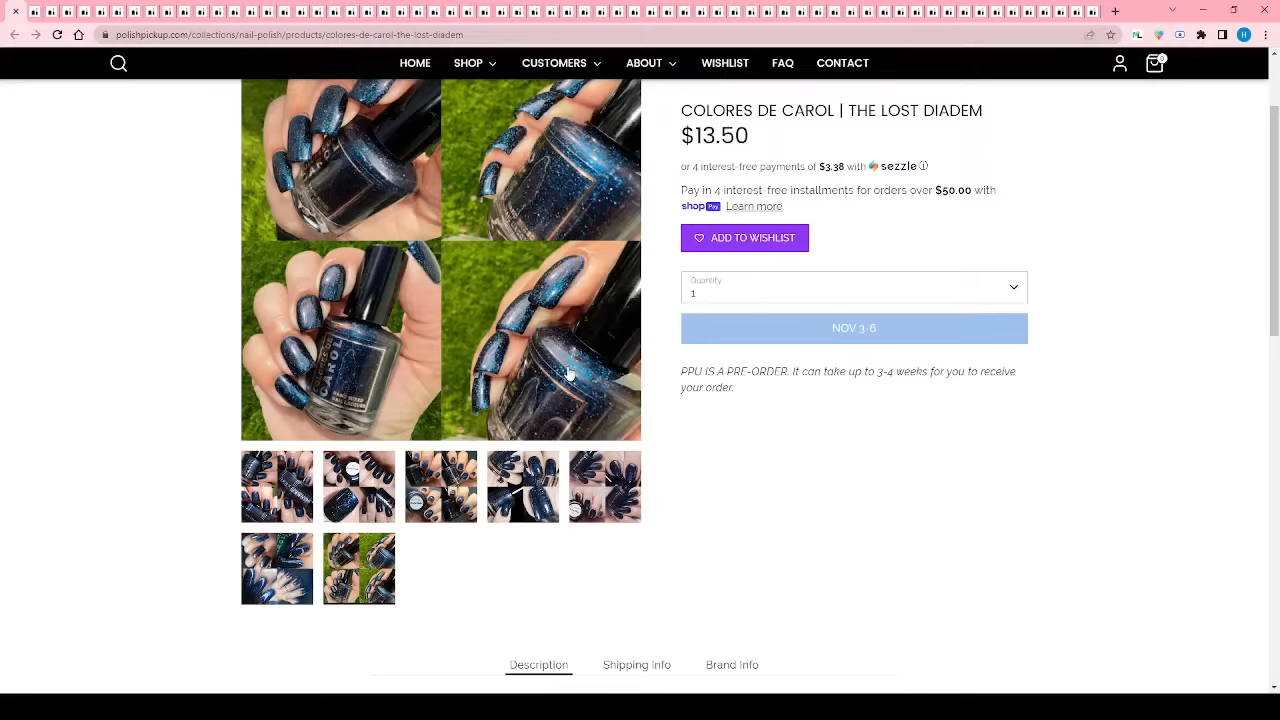 polishpickup.com/collections/nail-polish/products/colores-de-carol-the-lost-diadem
HOME
SHOP
CUSTOMERS
ABOUT
WISHLIST
FAQ
CONTACT
0
COLORES DE CAROL | THE LOST DIADEM
$13.50
or 4 interest-free payments of $3.38 with sezzle
Pay in 4 interest-free installments for orders over $50.00 with
shop Pay Learn more
ADD TO WISHLIST
Quantity
1
NOV 3-6
PPU IS A PRE-ORDER. It can take up to 3-4 weeks for you to receive
your order.
COLORES DE
CAROL
Description
Shipping Info
Brand Info